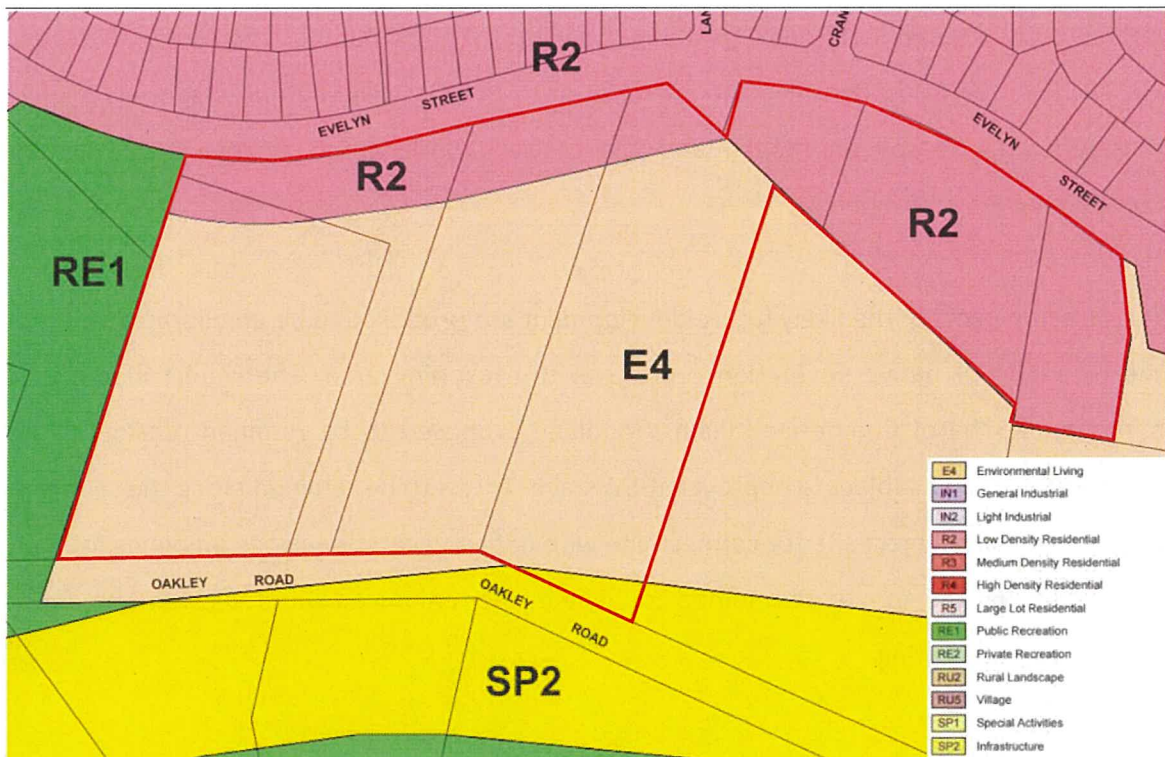 LAN
CRAN
R2
EVELYN STREET
EVELYN STREET
R2
R2
RE1
E4
OAKLEY ROAD
OAKLEY ROAD
SP2
E4 Environmental Living
IN1 General Industrial
IN2 Light Industrial
R2 Low Density Residential
R3 Medium Density Residential
R4 High Density Residential
R5 Large Lot Residential
RE1 Public Recreation
RE2 Private Recreation
RU2 Rural Landscape
RU5 Village
SP1 Special Activities
SP2 Infrastructure